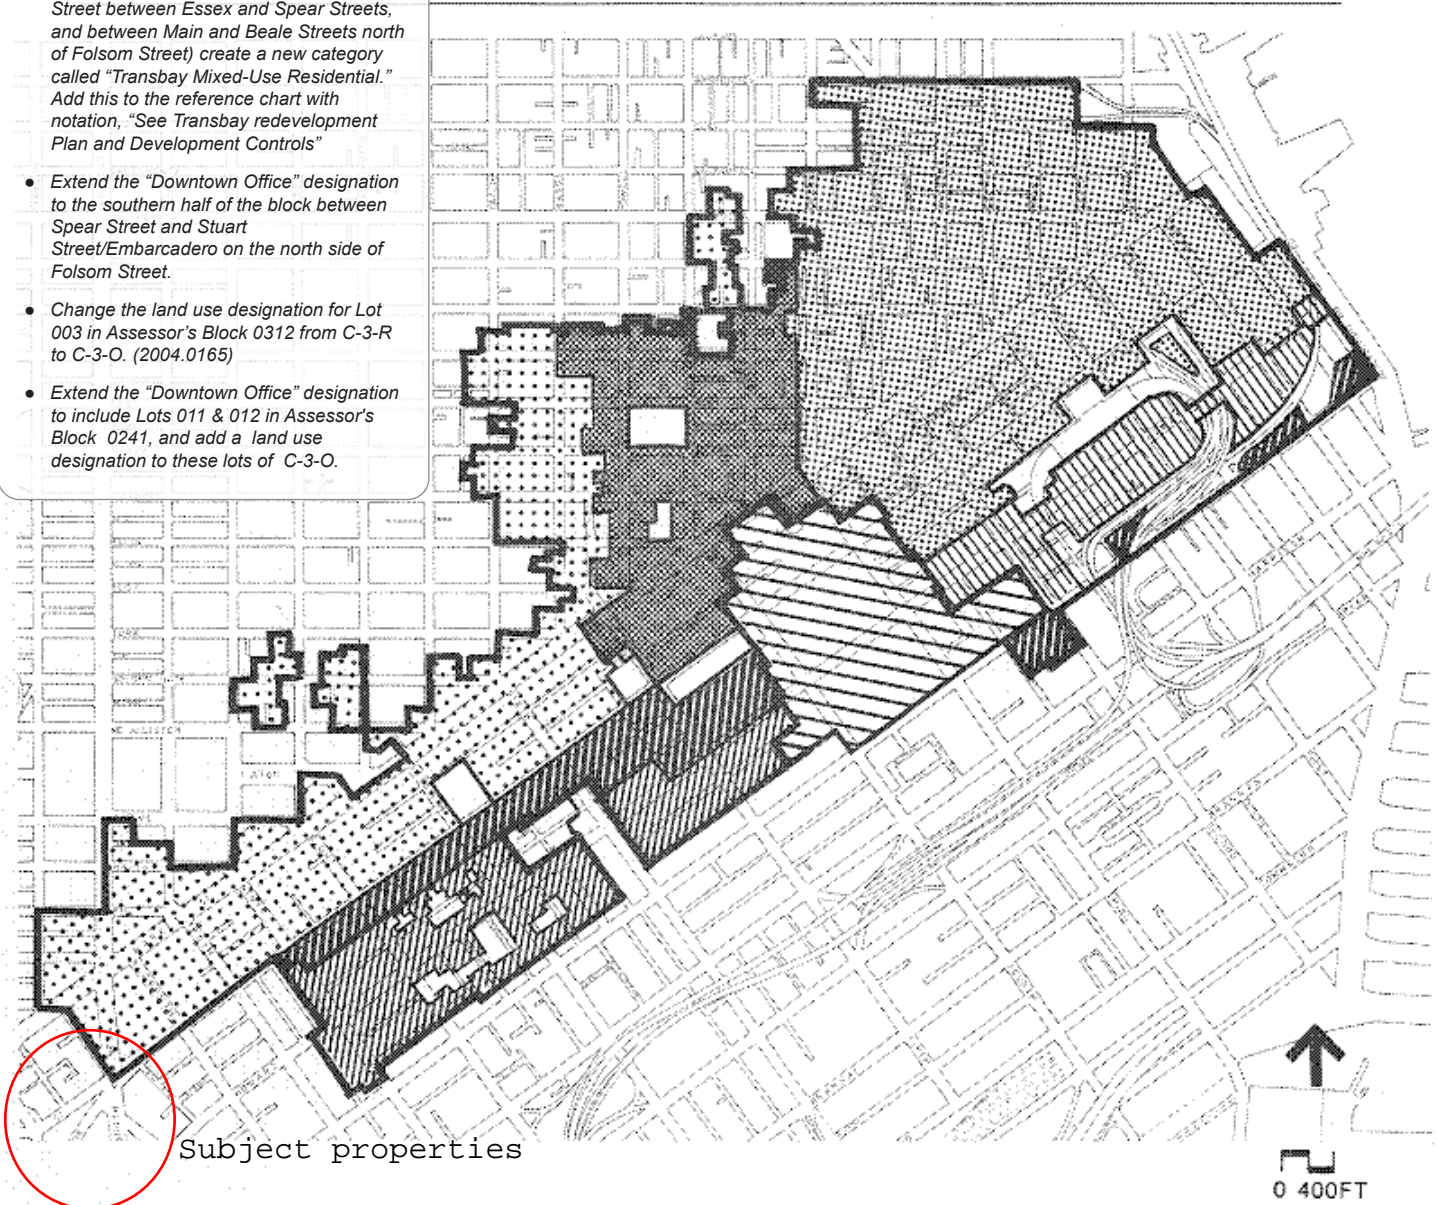 Street between Essex and Spear Streets,
and between Main and Beale Streets north
of Folsom Street) create a new category
called “Transbay Mixed-Use Residential.”
Add this to the reference chart with
notation, “See Transbay redevelopment
Plan and Development Controls”
● Extend the “Downtown Office” designation
to the southern half of the block between
Spear Street and Stuart
Street/Embarcadero on the north side of
Folsom Street.
● Change the land use designation for Lot
003 in Assessor’s Block 0312 from C-3-R
to C-3-O. (2004.0165)
● Extend the “Downtown Office” designation
to include Lots 011 & 012 in Assessor's
Block 0241, and add a land use
designation to these lots of C-3-O.
Subject properties
0 400FT